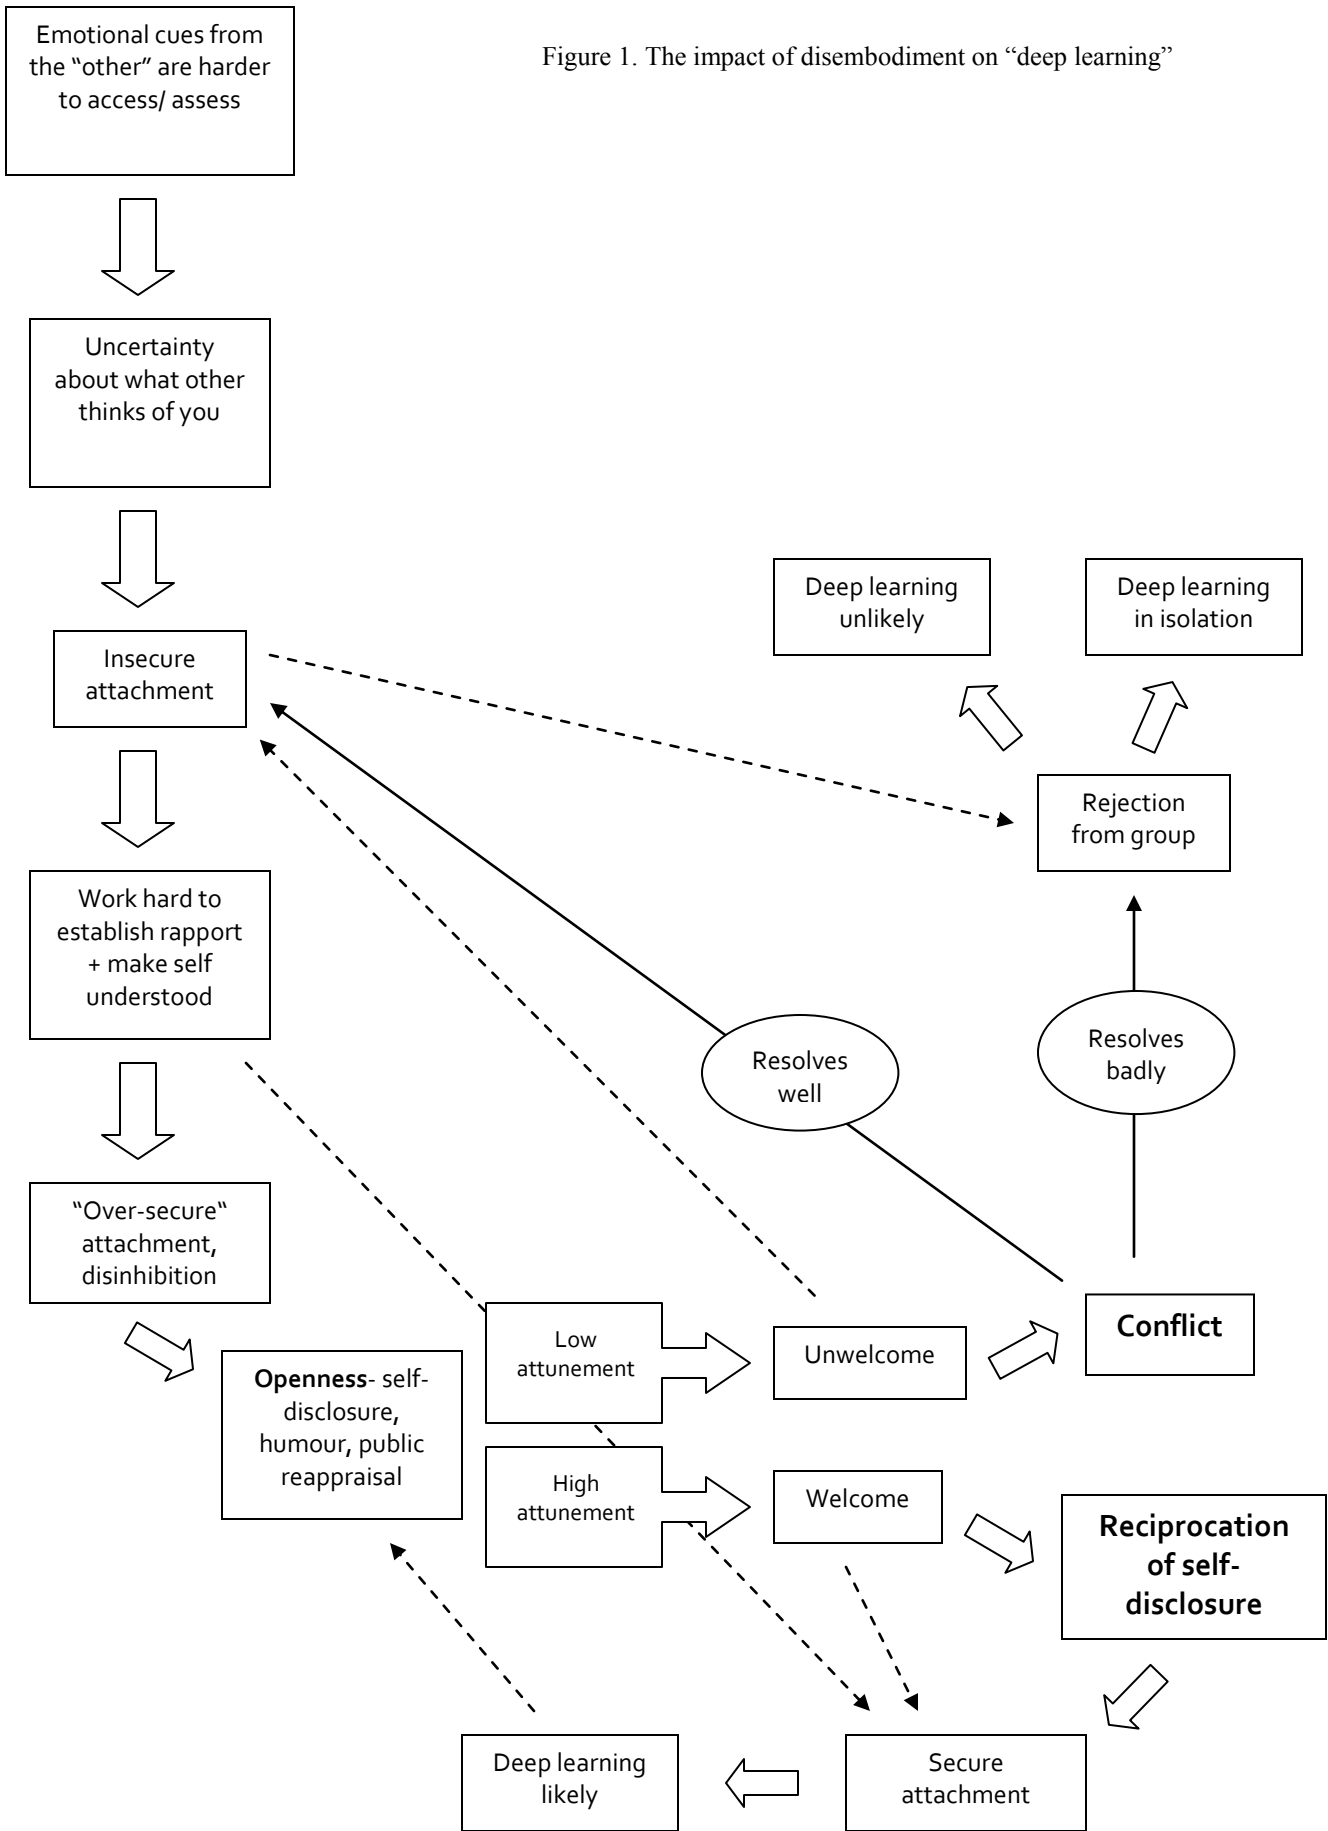 Emotional cues from
the “other” are harder
to access/ assess
Figure 1. The impact of disembodiment on “deep learning”
Uncertainty
about what other
thinks of you
Insecure
attachment
Deep learning
unlikely
Deep learning
in isolation
Rejection
from group
Work hard to
establish rapport
+ make self
understood
Resolves
well
Resolves
badly
“Over-secure“
attachment,
disinhibition
Openness- self-
disclosure,
humour, public
reappraisal
Low
attunement
Unwelcome
Conflict
High
attunement
Welcome
Reciprocation
of self-
disclosure
Deep learning
likely
Secure
attachment